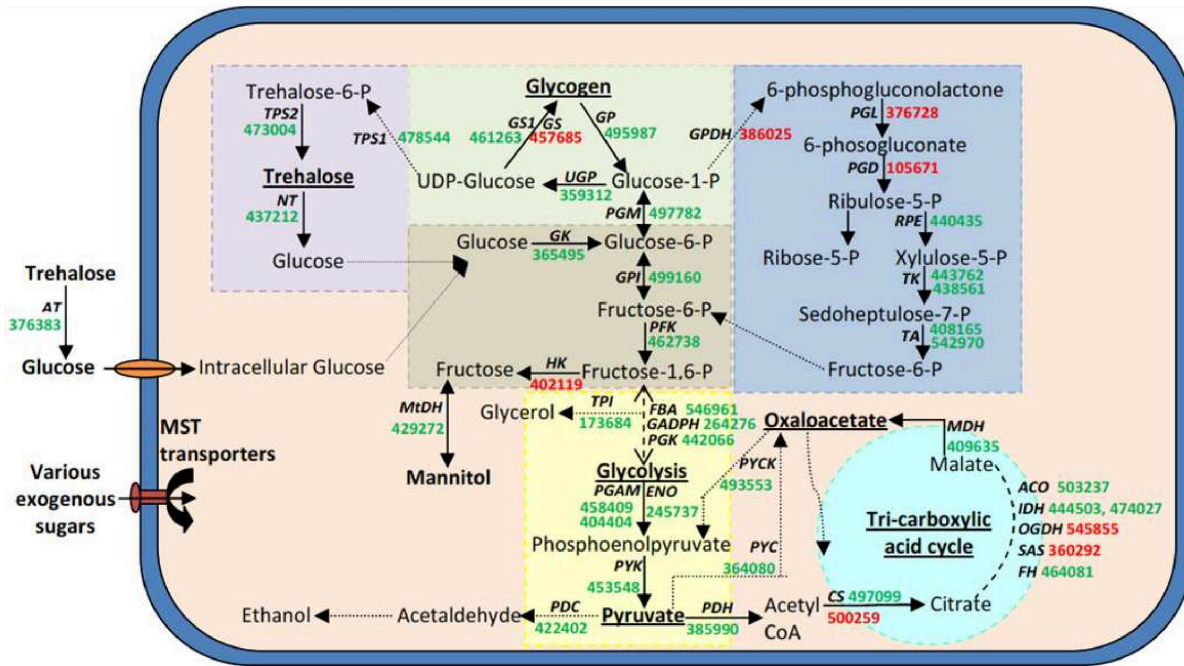 Trehalose-6-P
TPS2
473004
Trehalose
NT
437212
Glucose
TPS1 478544
Glycogen
GS1 GS
461263 457685
GP
495987
UDP-Glucose
UGP
359312
Glucose-1-P
PGM 497782
GPDH 386025
6-phosphogluconolactone
PGL 376728
6-phosogluconate
PGD 105671
Ribulose-5-P
RPE 440435
Ribose-5-P
Xylulose-5-P
TK 443762
438561
Sedoheptulose-7-P
TA 408165
542970
Fructose-6-P
Glucose
GK
365495
Glucose-6-P
GPI 499160
Fructose-6-P
PFK
462738
Fructose
HK
402119
Fructose-1,6-P
Trehalose
AT
376383
Glucose
Intracellular Glucose
MST
transporters
Various
exogenous
sugars
MtDH
429272
Mannitol
Glycerol
TPI
173684
FBA 546961
GADPH 264276
PGK 442066
Glycolysis
PGAM ENO
458409
404404
245737
Phosphoenolpyruvate
PYK
453548
Pyruvate
PDC
422402
Acetaldehyde
Ethanol
PDH
385990
Acetyl
CoA
PYCK
493553
PYC
364080
Oxaloacetate
MDH
409635
Malate
Tri-carboxylic
acid cycle
CS 497099
500259
Citrate
ACO 503237
IDH 444503, 474027
OGDH 545855
SAS 360292
FH 464081